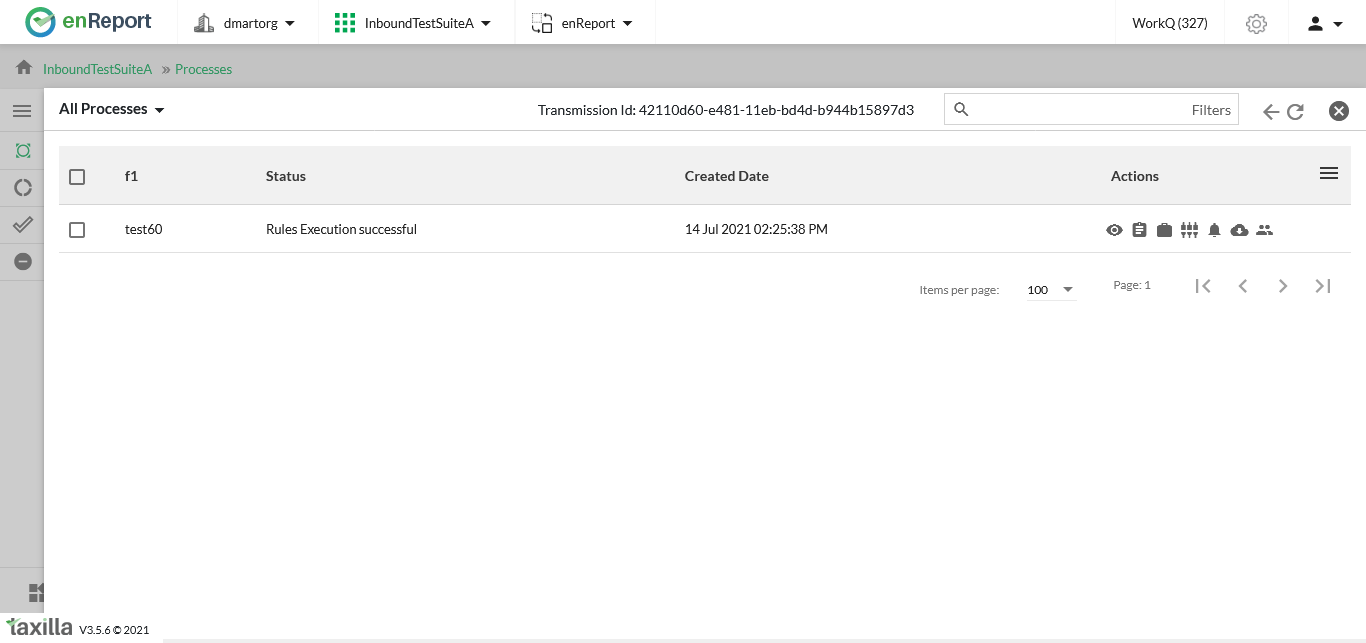 enReport dmartorg InboundTestSuiteA enReport WorkQ (327)
InboundTestSuiteA » Processes
All Processes Transmission Id: 42110d60-e481-11eb-bd4d-b944b15897d3 Filters
f1 Status Created Date Actions
test60 Rules Execution successful 14 Jul 2021 02:25:38 PM
Items per page: 100 Page: 1
taxilla V3.5.6 © 2021